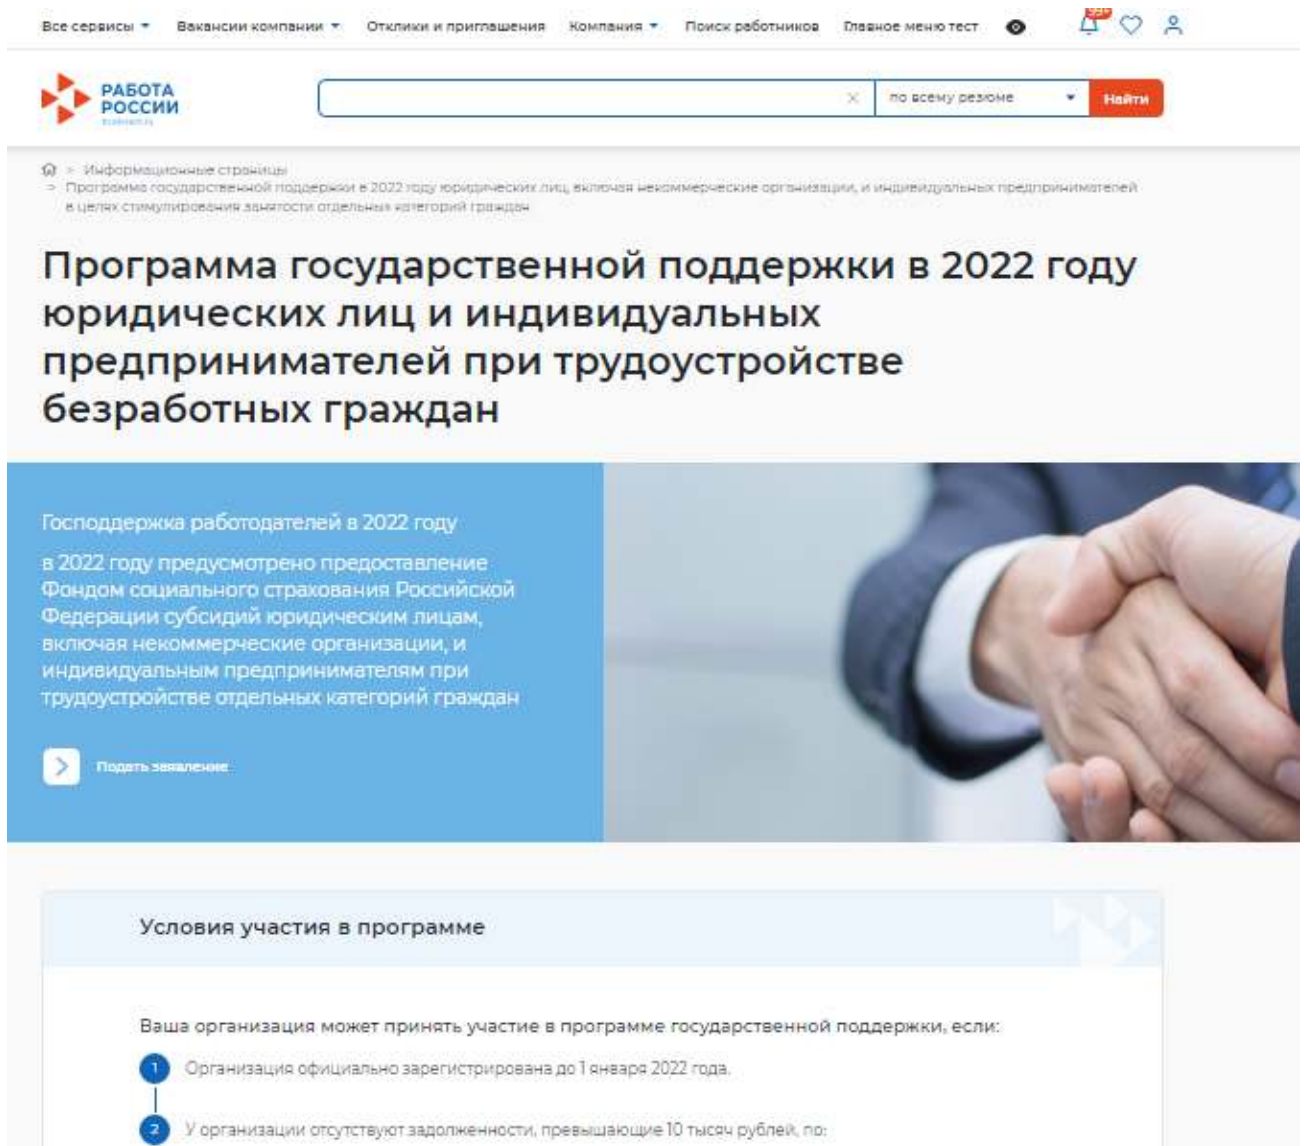 Все сервисы
Вакансии компании
Отклики и приглашения
Компания
Поиск работников
Главное меню тест
99+
РАБОТА
РОССИИ
по всему резюме
Найти
> Информационные страницы
> Программа государственной поддержки в 2022 году юридических лиц, включая некоммерческие организации, и индивидуальных предпринимателей
в целях стимулирования занятости отдельных категорий граждан
Программа государственной поддержки в 2022 году
юридических лиц и индивидуальных
предпринимателей при трудоустройстве
безработных граждан
Господдержка работодателей в 2022 году
в 2022 году предусмотрено предоставление
Фондом социального страхования Российской
Федерации субсидий юридическим лицам,
включая некоммерческие организации, и
индивидуальным предпринимателям при
трудоустройстве отдельных категорий граждан
Подать заявление
Условия участия в программе
Ваша организация может принять участие в программе государственной поддержки, если:
1 Организация официально зарегистрирована до 1 января 2022 года.
2 У организации отсутствуют задолженности, превышающие 10 тысяч рублей, по: